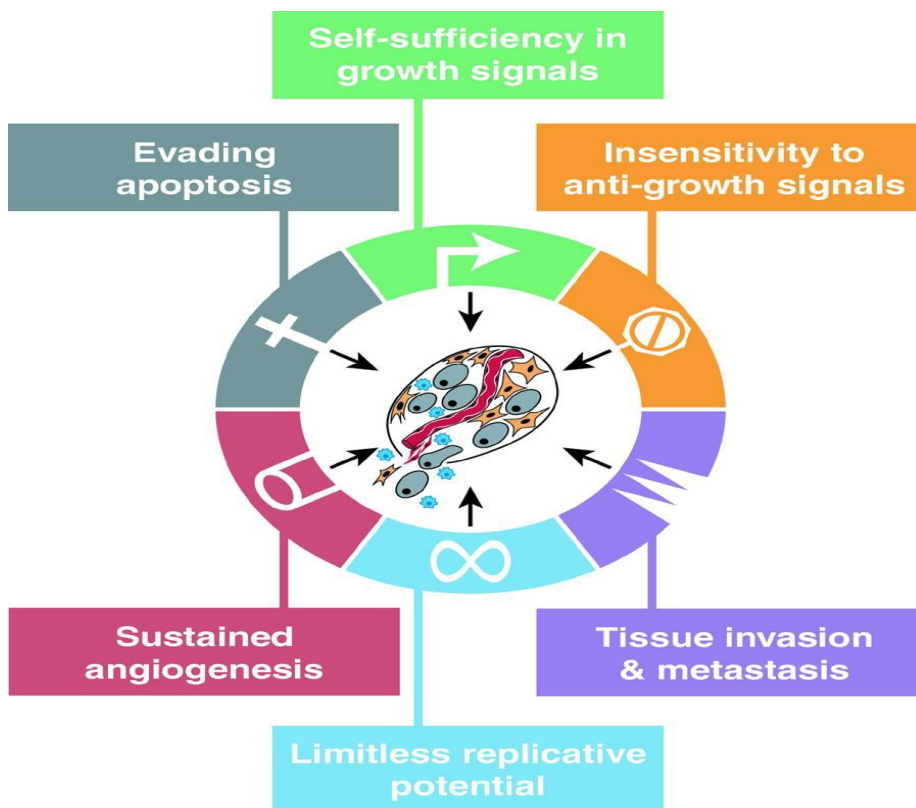 Self-sufficiency in
growth signals
Evading
apoptosis
Insensitivity to
anti-growth signals
Sustained
angiogenesis
Tissue invasion
& metastasis
Limitless replicative
potential